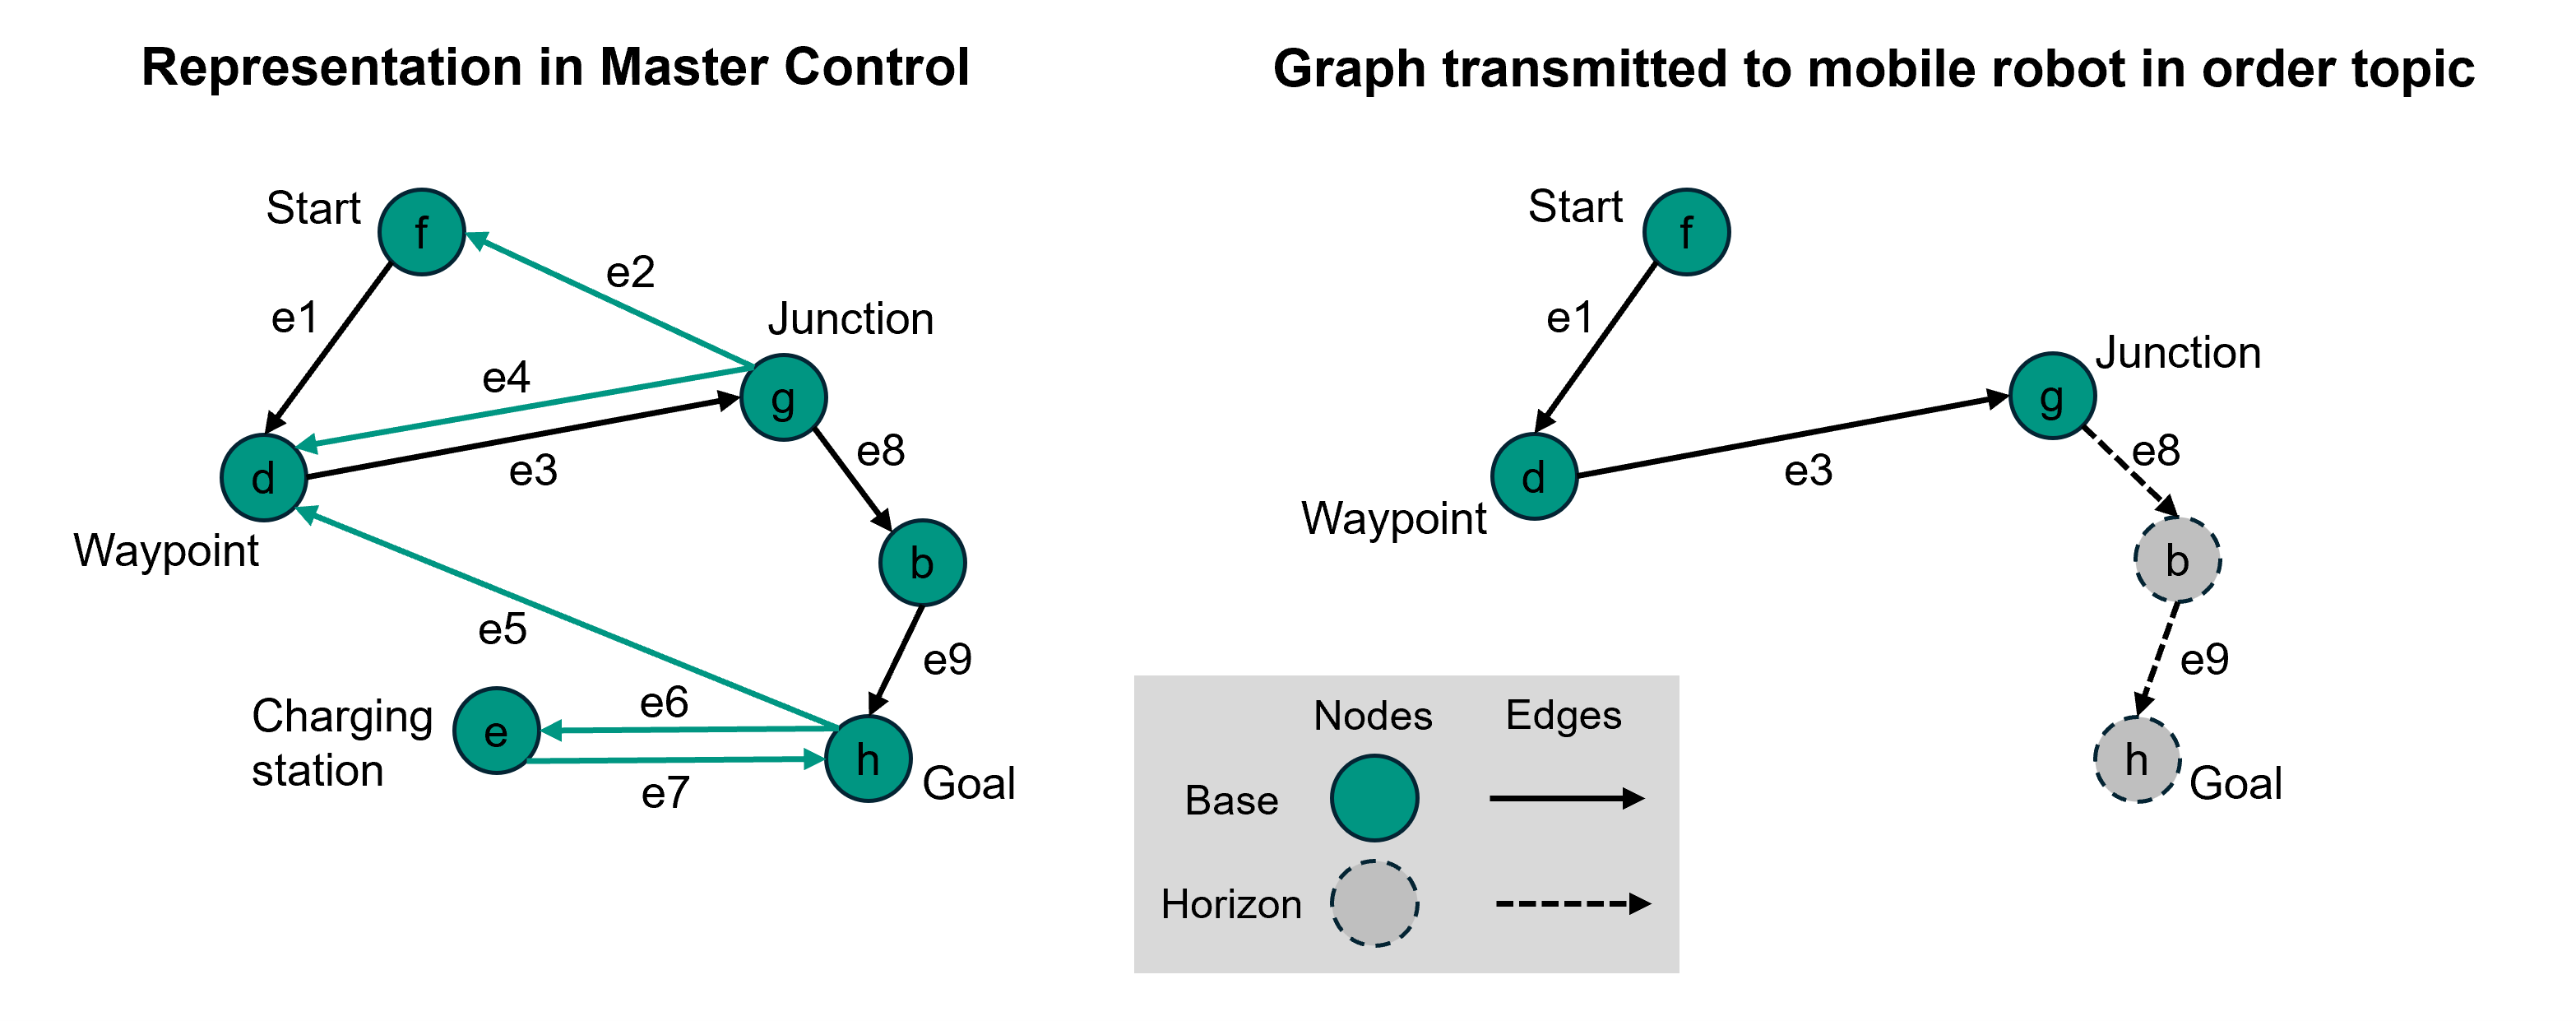 Representation in Master Control
Start
f
e2
e1
Junction
e4
g
e3
e8
d
Waypoint
b
e5
e9
Charging
station
e
e6
e7
h
Goal
Graph transmitted to mobile robot in order topic
Start
f
e1
Junction
g
e3
e8
d
Waypoint
b
e9
h
Goal
Nodes Edges
Base
Horizon